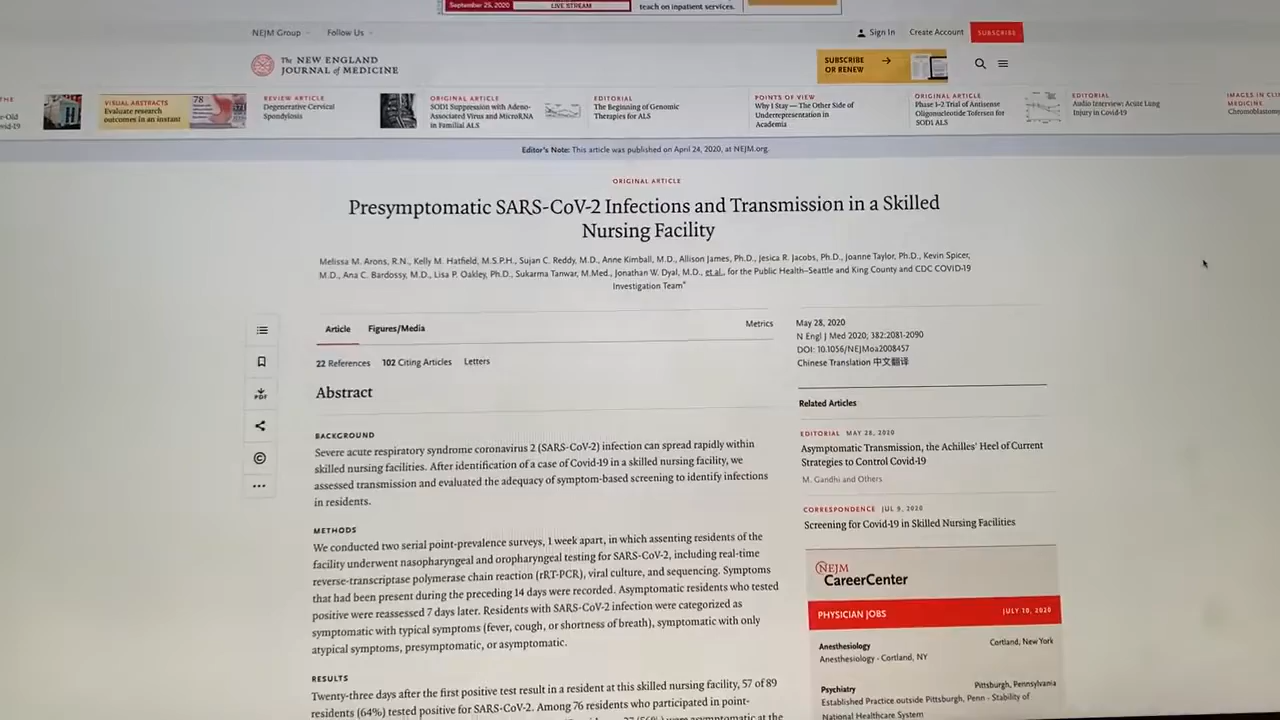 September 25, 2020
LIVE STREAM
teach on inpatient services.
NEJM Group
Follow Us
Sign In
Create Account
SUBSCRIBE
The NEW ENGLAND
JOURNAL of MEDICINE
SUBSCRIBE
OR RENEW
THE
r-Old
vid-19
VISUAL ABSTRACTS
Evaluate research
outcomes in an instant
78
REVIEW ARTICLE
Degenerative Cervical
Spondylosis
ORIGINAL ARTICLE
SOD1 Suppression with Adeno-
Associated Virus and MicroRNA
in Familial ALS
EDITORIAL
The Beginning of Genomic
Therapies for ALS
POINTS OF VIEW
Why I Stay — The Other Side of
Underrepresentation in
Academia
ORIGINAL ARTICLE
Phase 1–2 Trial of Antisense
Oligonucleotide Tofersen for
SOD1 ALS
EDITORIAL
Audio Interview: Acute Lung
Injury in Covid-19
IMAGES IN CLI
MEDICINE
Chromoblastom
Editor's Note: This article was published on April 24, 2020, at NEJM.org.
ORIGINAL ARTICLE
Presymptomatic SARS-CoV-2 Infections and Transmission in a Skilled
Nursing Facility
Melissa M. Arons, R.N., Kelly M. Hatfield, M.S.P.H., Sujan C. Reddy, M.D., Anne Kimball, M.D., Allison James, Ph.D., Jesica R. Jacobs, Ph.D., Joanne Taylor, Ph.D., Kevin Spicer,
M.D., Ana C. Bardossy, M.D., Lisa P. Oakley, Ph.D., Sukarma Tanwar, M.Med., Jonathan W. Dyal, M.D., et al., for the Public Health–Seattle and King County and CDC COVID-19
Investigation Team*
Article
Figures/Media
Metrics
22 References
102 Citing Articles
Letters
Abstract
BACKGROUND
Severe acute respiratory syndrome coronavirus 2 (SARS-CoV-2) infection can spread rapidly within
skilled nursing facilities. After identification of a case of Covid-19 in a skilled nursing facility, we
assessed transmission and evaluated the adequacy of symptom-based screening to identify infections
in residents.
METHODS
We conducted two serial point-prevalence surveys, 1 week apart, in which assenting residents of the
facility underwent nasopharyngeal and oropharyngeal testing for SARS-CoV-2, including real-time
reverse-transcriptase polymerase chain reaction (rRT-PCR), viral culture, and sequencing. Symptoms
that had been present during the preceding 14 days were recorded. Asymptomatic residents who tested
positive were reassessed 7 days later. Residents with SARS-CoV-2 infection were categorized as
symptomatic with typical symptoms (fever, cough, or shortness of breath), symptomatic with only
atypical symptoms, presymptomatic, or asymptomatic.
RESULTS
Twenty-three days after the first positive test result in a resident at this skilled nursing facility, 57 of 89
residents (64%) tested positive for SARS-CoV-2. Among 76 residents who participated in point-
asymptomatic at the
PDF
May 28, 2020
N Engl J Med 2020; 382:2081-2090
DOI: 10.1056/NEJMoa2008457
Chinese Translation 中文翻译
Related Articles
EDITORIAL MAY 28, 2020
Asymptomatic Transmission, the Achilles' Heel of Current
Strategies to Control Covid-19
M. Gandhi and Others
CORRESPONDENCE JUL 9, 2020
Screening for Covid-19 in Skilled Nursing Facilities
NEJM
CareerCenter
PHYSICIAN JOBS
JULY 10, 2020
Anesthesiology
Cortland, New York
Anesthesiology - Cortland, NY
Psychiatry
Pittsburgh, Pennsylvania
Established Practice outside Pittsburgh, Penn - Stability of
National Healthcare System